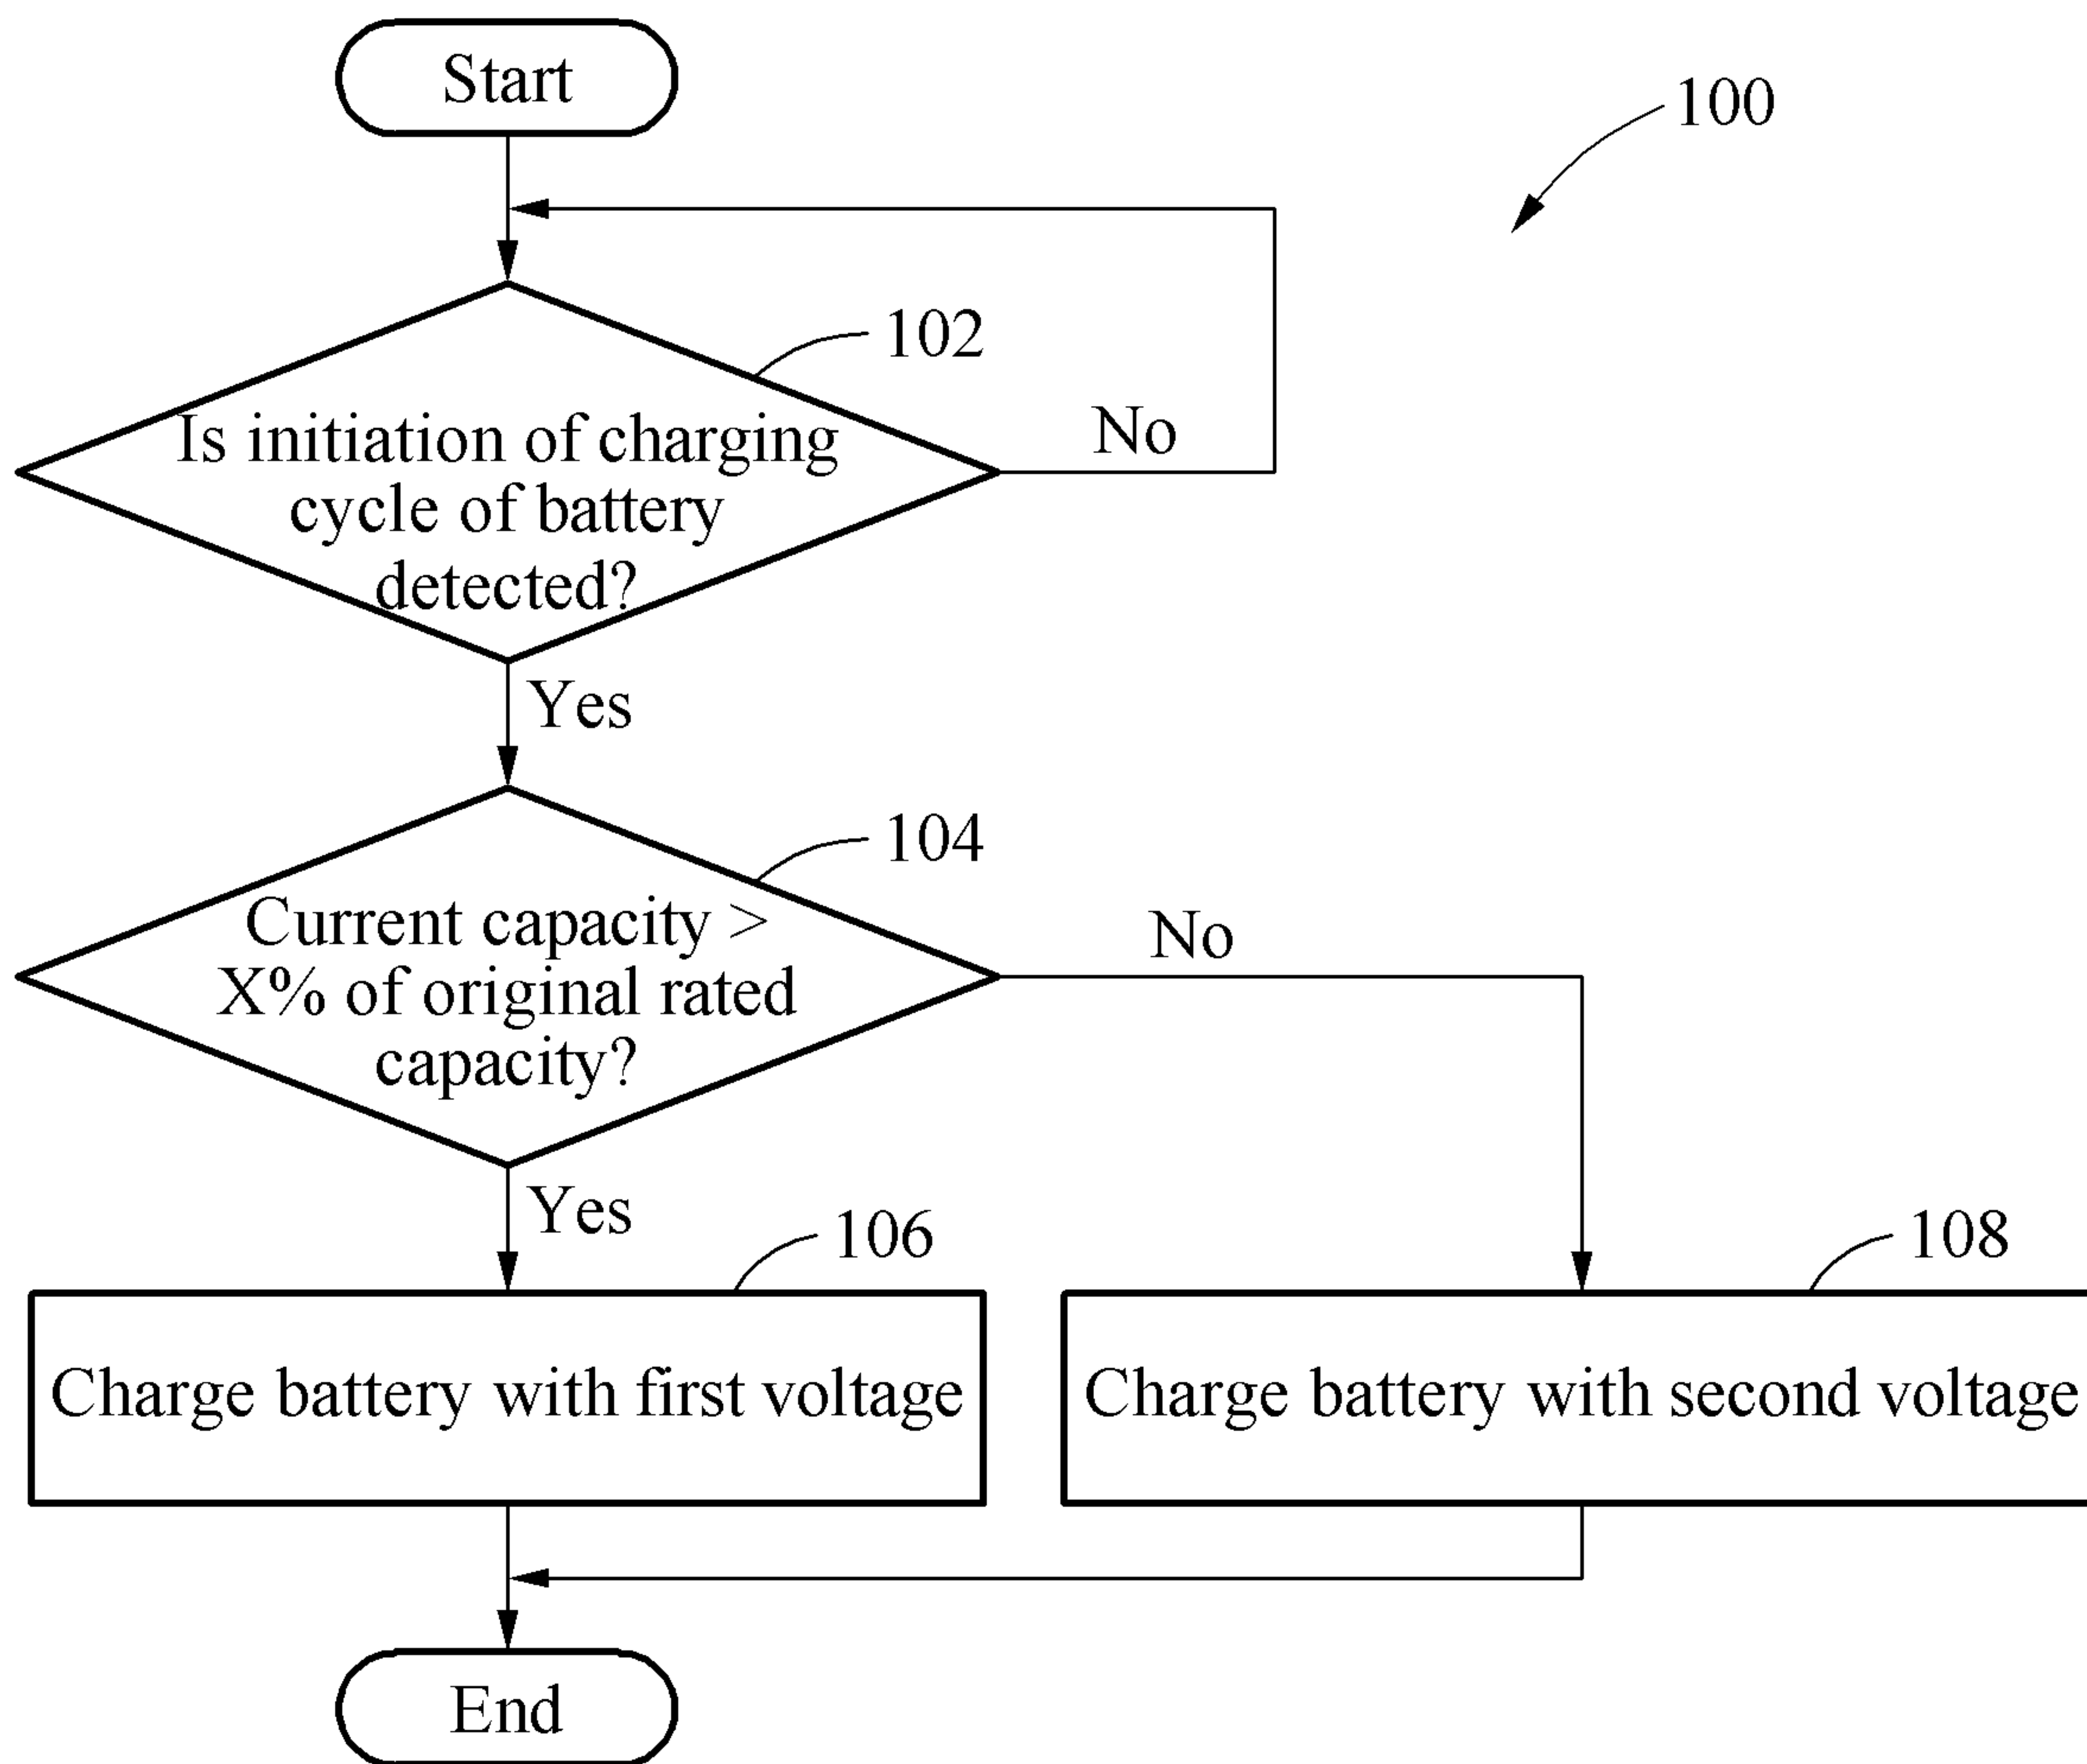 Start
100
102
Is initiation of charging
cycle of battery
detected?
No
Yes
104
Current capacity >
X% of original rated
capacity?
No
Yes
106
108
Charge battery with first voltage
Charge battery with second voltage
End